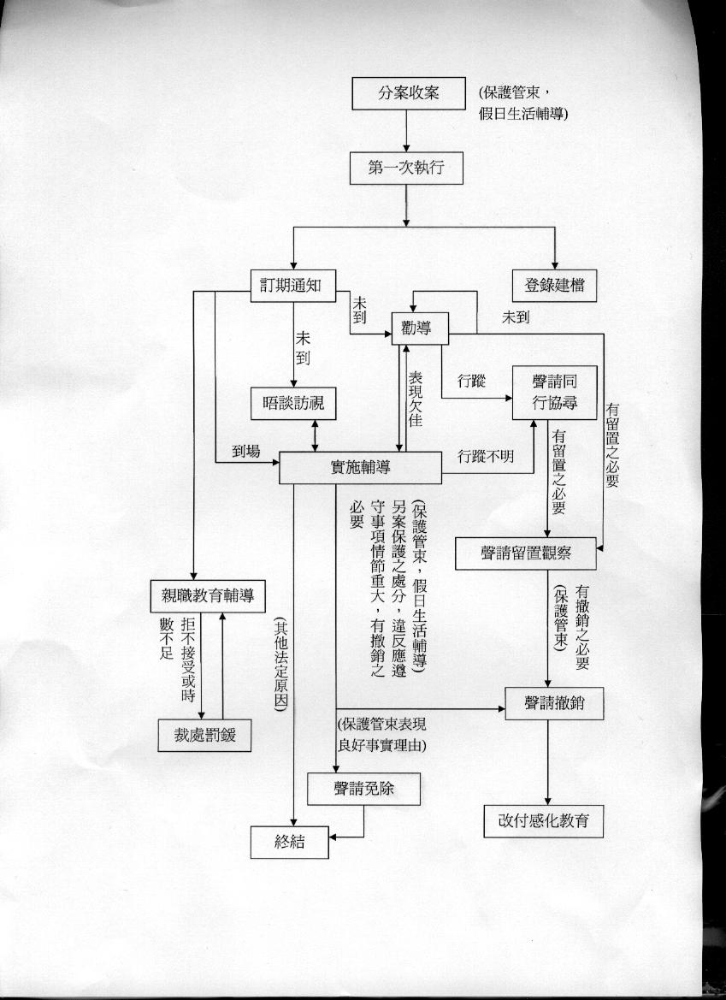 分案收案
(保護管束，
假日生活輔導)
第一次執行
訂期通知
登錄建檔
未到
勸導
未到
未到
表現欠佳
行蹤
聲請同
行協尋
有留置之必要
晤談訪視
到場
實施輔導
行蹤不明
有留置之必要
(保護管束，假日生活輔導)
另案保護之處分，違反應遵
守事項情節重大，有撤銷之
必要
聲請留置觀察
親職教育輔導
有撤銷之必要
(保護管束)
拒不接受或時
數不足
(其他法定原因)
聲請撤銷
(保護管束表現
良好事實理由)
裁處罰鍰
聲請免除
改付感化教育
終結